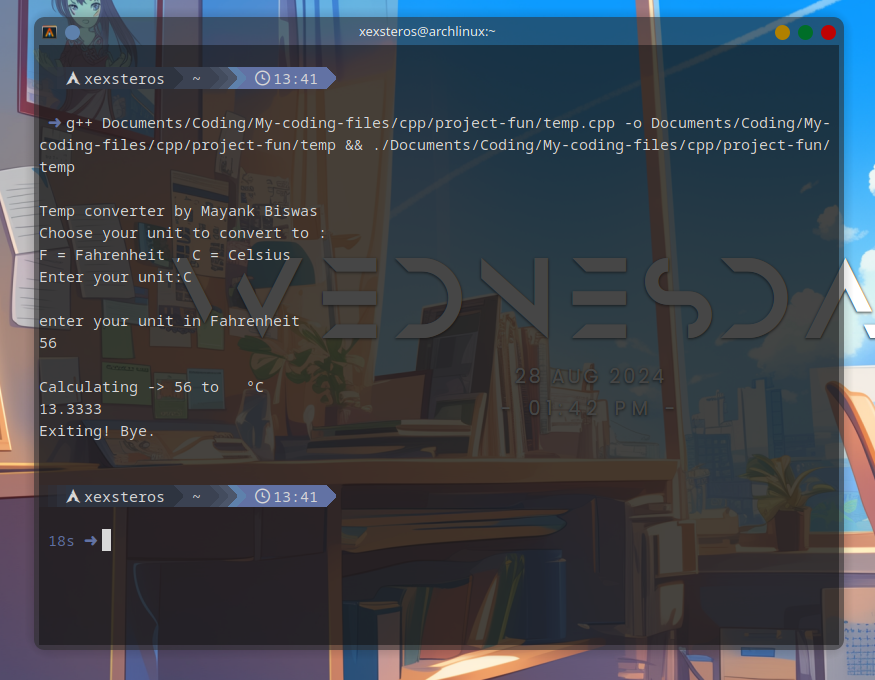 xexsteros@archlinux:~
xexsteros ~ 13:41
➜ g++ Documents/Coding/My-coding-files/cpp/project-fun/temp.cpp -o Documents/Coding/My-
coding-files/cpp/project-fun/temp && ./Documents/Coding/My-coding-files/cpp/project-fun/
temp
Temp converter by Mayank Biswas
Choose your unit to convert to :
F = Fahrenheit , C = Celsius
Enter your unit:C
enter your unit in Fahrenheit
56
Calculating -> 56 to   °C
13.3333
Exiting! Bye.
xexsteros ~ 13:41
18s ➜
WEDNESDA
28 AUG 2024
- 01:42 PM -